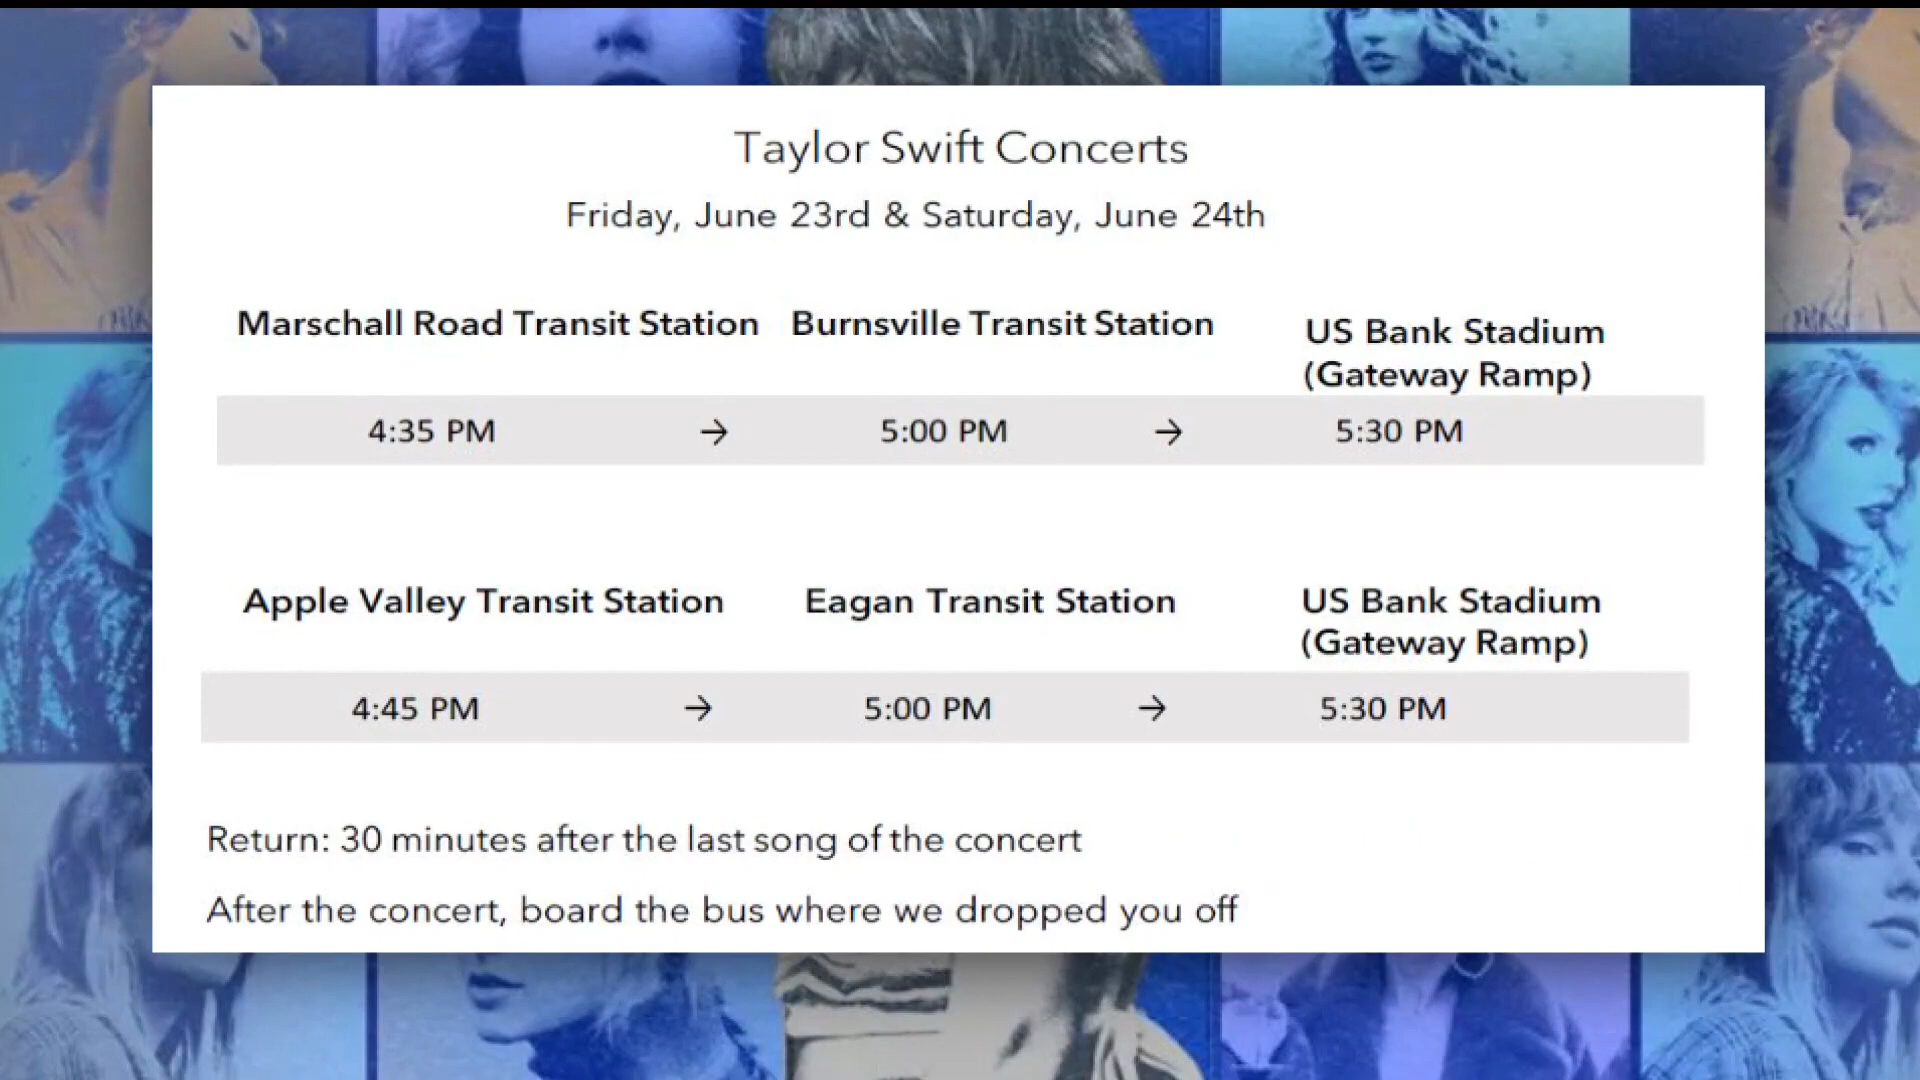 Taylor Swift Concerts
Friday, June 23rd & Saturday, June 24th
Marschall Road Transit Station Burnsville Transit Station US Bank Stadium
(Gateway Ramp)
4:35 PM → 5:00 PM → 5:30 PM
Apple Valley Transit Station Eagan Transit Station US Bank Stadium
(Gateway Ramp)
4:45 PM → 5:00 PM → 5:30 PM
Return: 30 minutes after the last song of the concert
After the concert, board the bus where we dropped you off